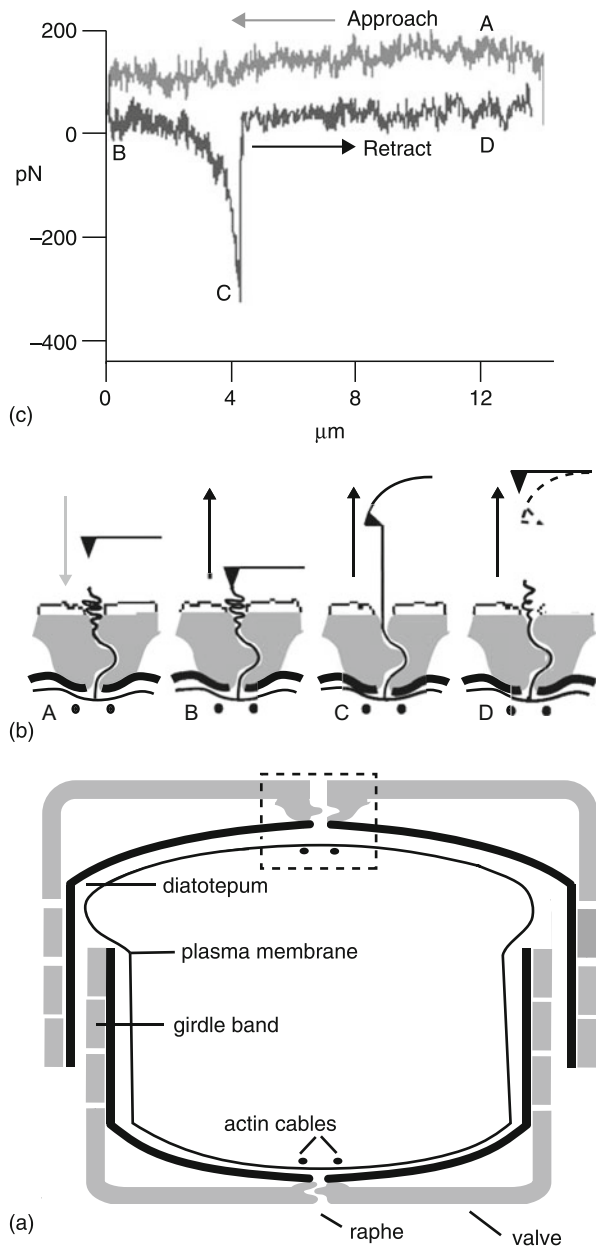 200
0
−200
−400
pN
Approach
A
B
Retract
D
C
0
4
8
12
μm
(c)
A
B
C
D
(b)
diatotepum
plasma membrane
girdle band
actin cables
raphe
valve
(a)